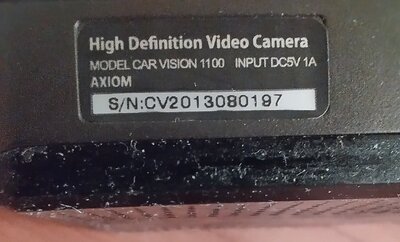 High Definition Video Camera
MODEL CAR VISION 1100 INPUT DC5V 1A
AXIOM
S/N:CV2013080197